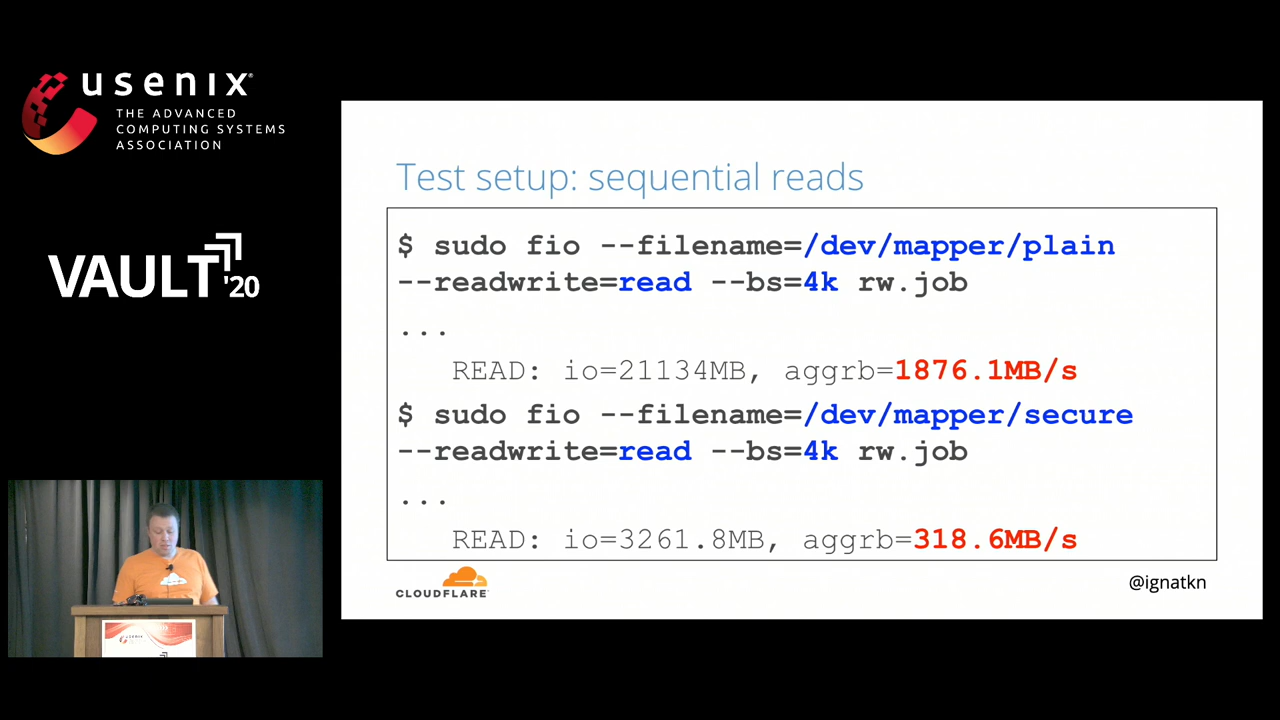 usenix
THE ADVANCED
COMPUTING SYSTEMS
ASSOCIATION
VAULT '20
Test setup: sequential reads
$ sudo fio --filename=/dev/mapper/plain
--readwrite=read --bs=4k rw.job
...
READ: io=21134MB, aggrb=1876.1MB/s
$ sudo fio --filename=/dev/mapper/secure
--readwrite=read --bs=4k rw.job
...
READ: io=3261.8MB, aggrb=318.6MB/s
CLOUDFLARE
@ignatkn
usenix